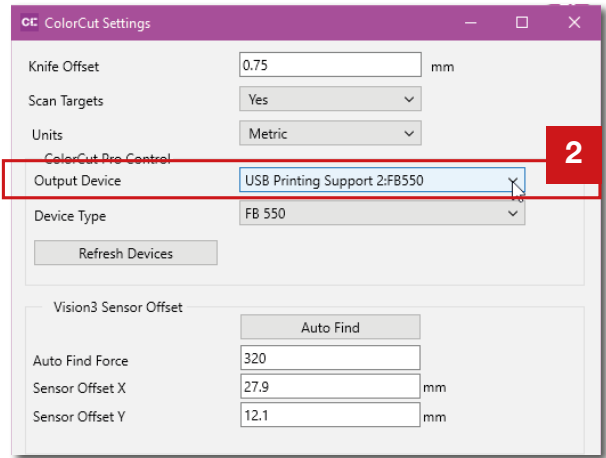 CC ColorCut Settings
Knife Offset 0.75 mm
Scan Targets Yes
Units Metric
2
ColorCut Pro Control
Output Device USB Printing Support 2:FB550
Device Type FB 550
Refresh Devices
Vision3 Sensor Offset
Auto Find
Auto Find Force 320
Sensor Offset X 27.9 mm
Sensor Offset Y 12.1 mm